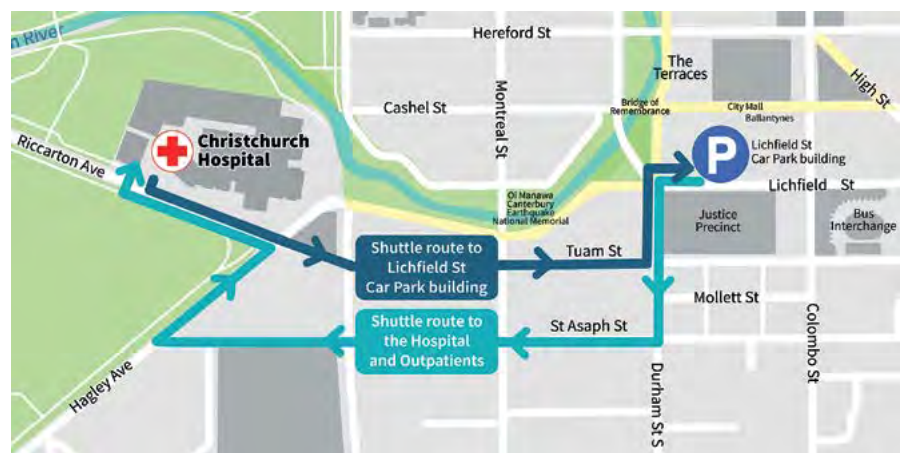 n River
Hereford St
The
Terraces
High St
Cashel St
Montreal St
Bridge of
Remembrance
City Mall
Ballantynes
Christchurch
Hospital
Riccarton Ave
P
Lichfield St
Car Park building
Lichfield St
OI Manawa
Canterbury
Earthquake
National Memorial
Justice
Precinct
Bus
Interchange
Shuttle route to
Lichfield St
Car Park building
Tuam St
Mollett St
Shuttle route to
the Hospital
and Outpatients
St Asaph St
Colombo St
Hagley Ave
Durham St S